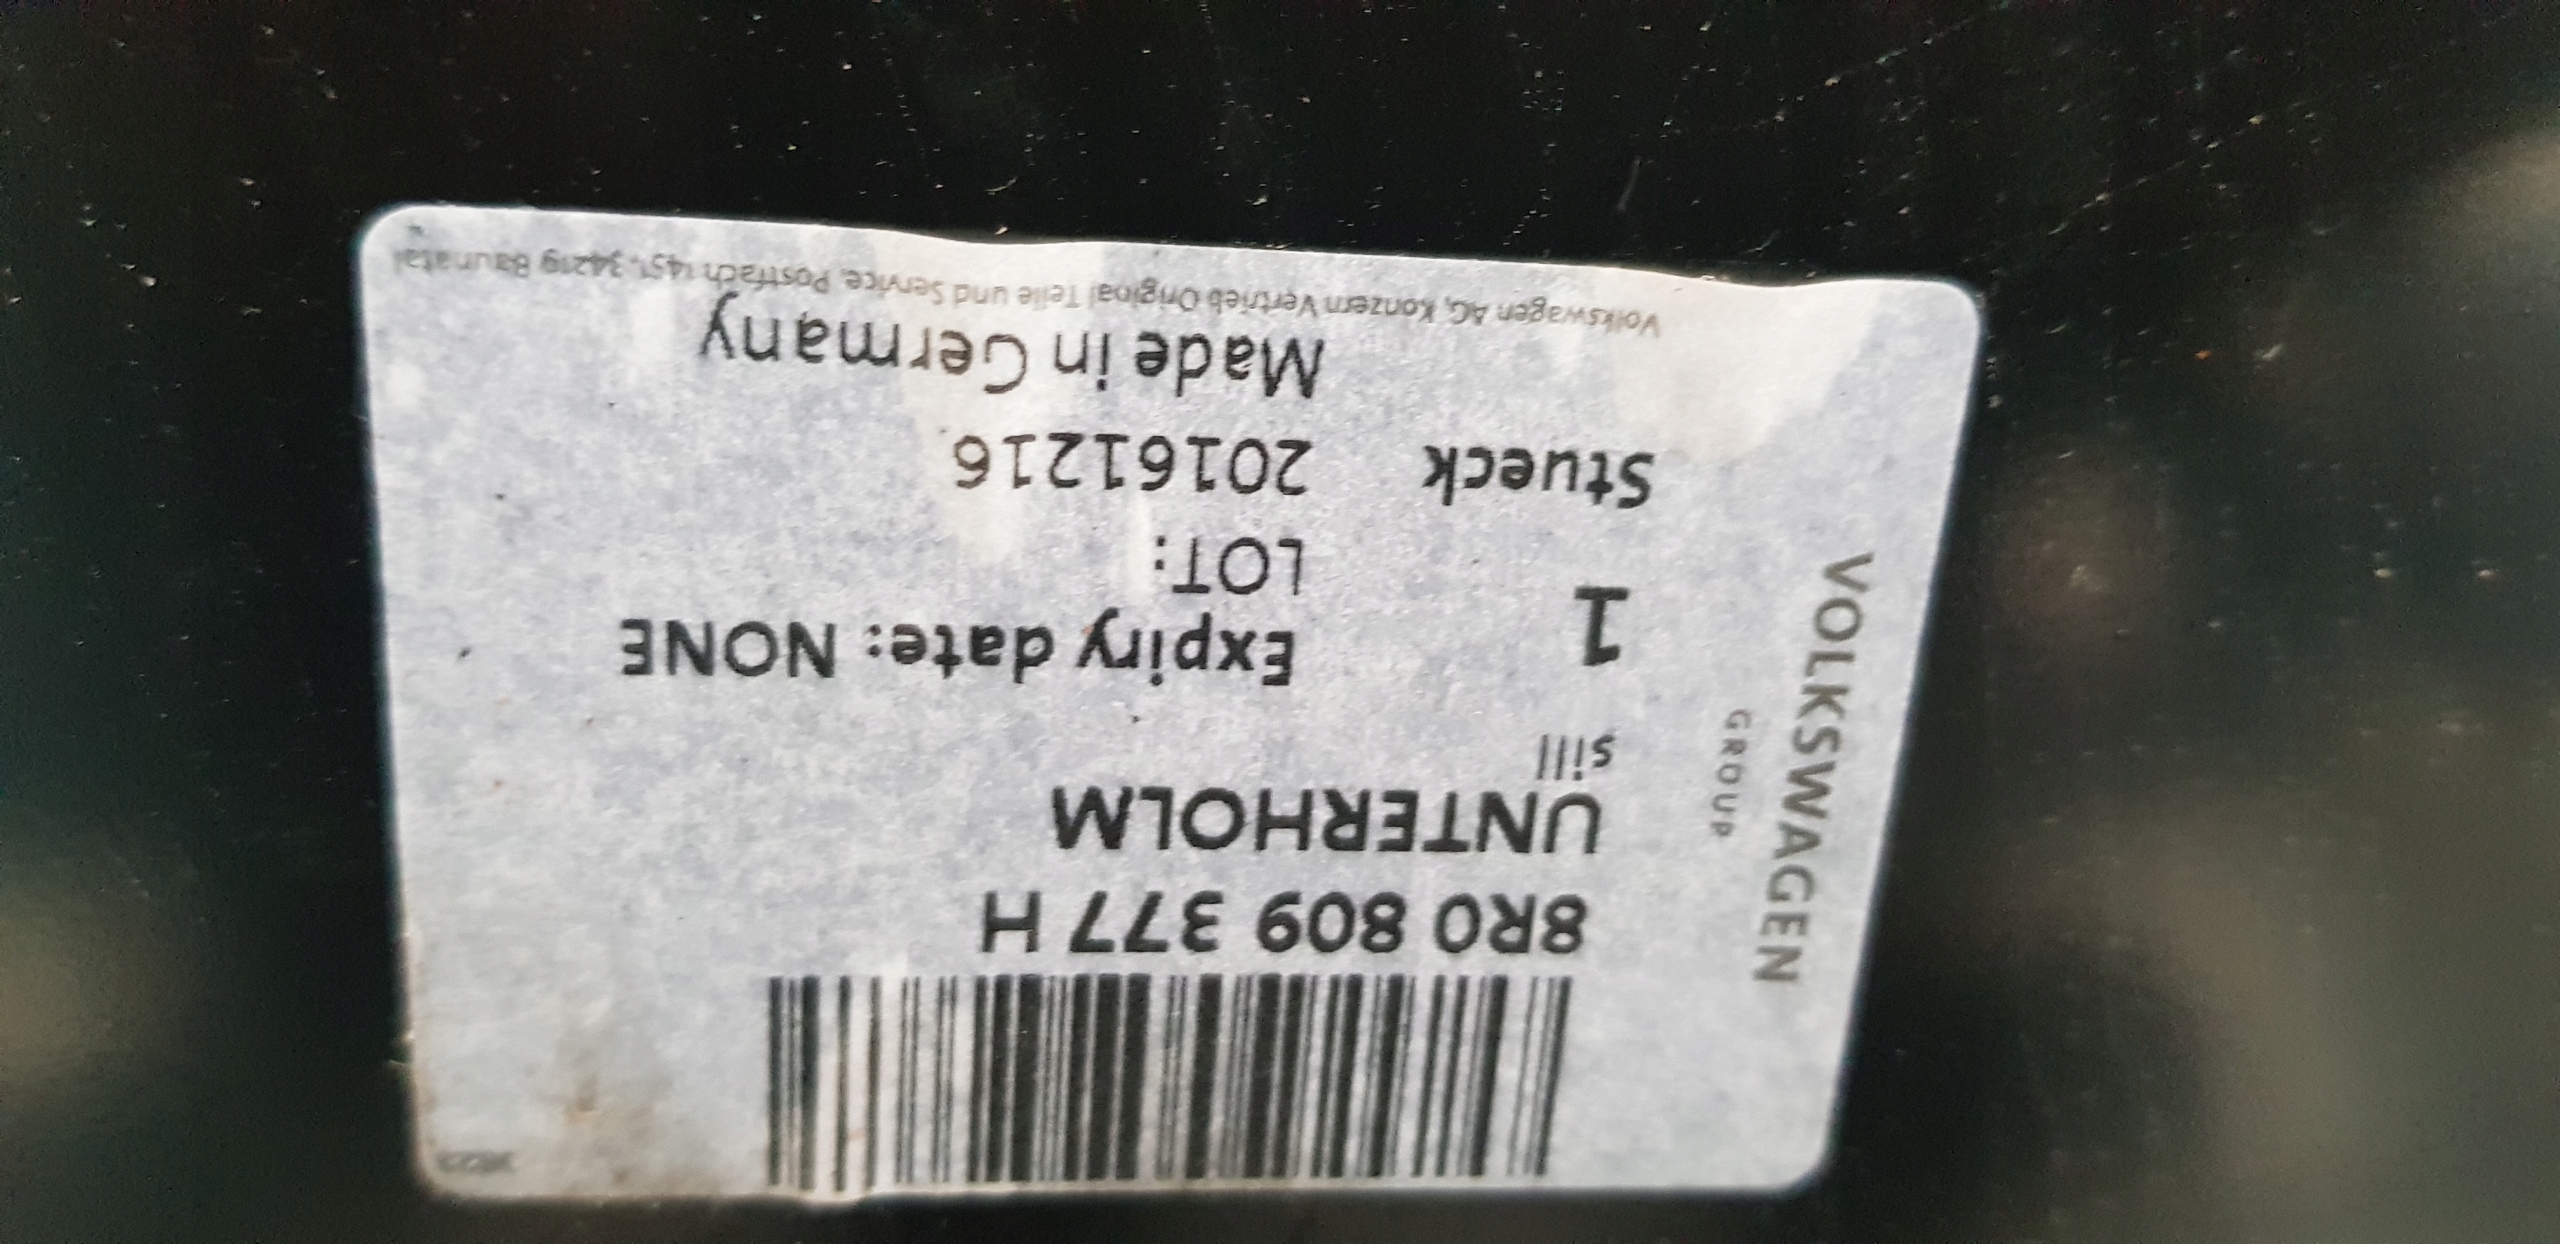 8R0 809 377 H
UNTERHOLM
sill
1
Stueck
Expiry date: NONE
LOT:
20161216
Made in Germany
Volkswagen AG, Konzern Vertrieb Original Teile und Service, Postfach 1451, 34219 Baunatal
VOLKSWAGEN
GROUP